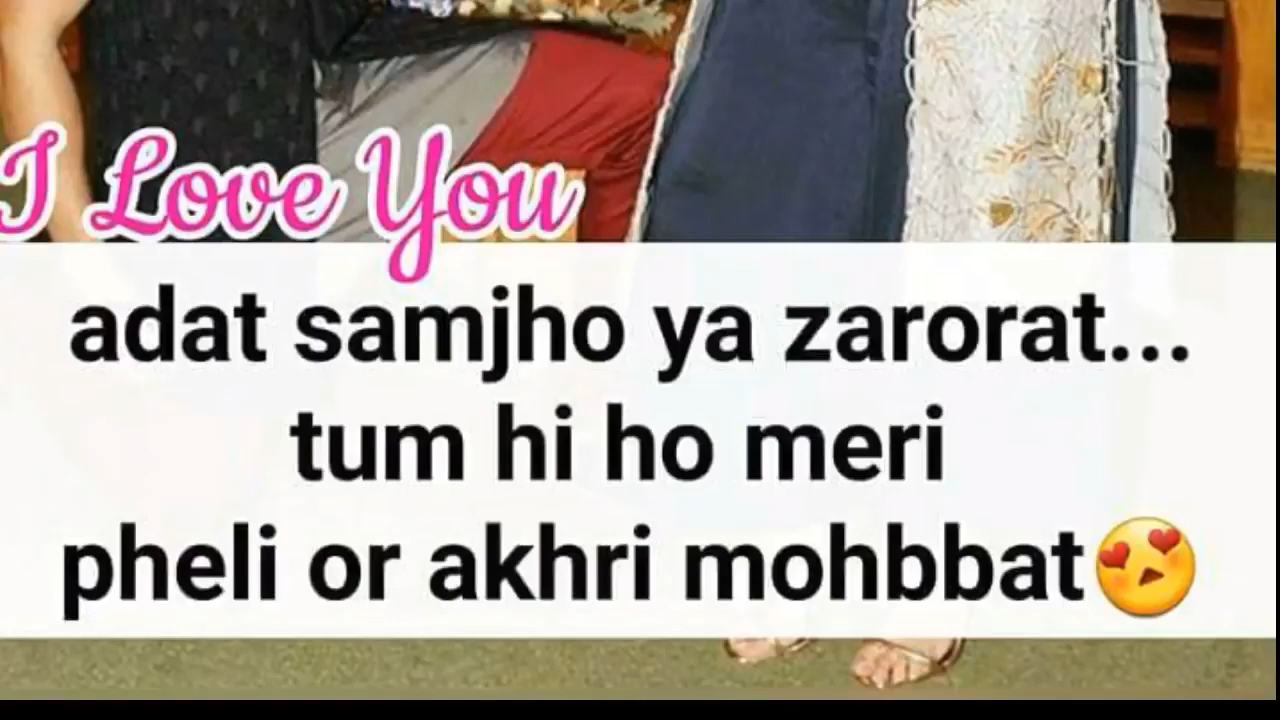 I Love You
adat samjho ya zarorat...
tum hi ho meri
pheli or akhri mohbbat😍